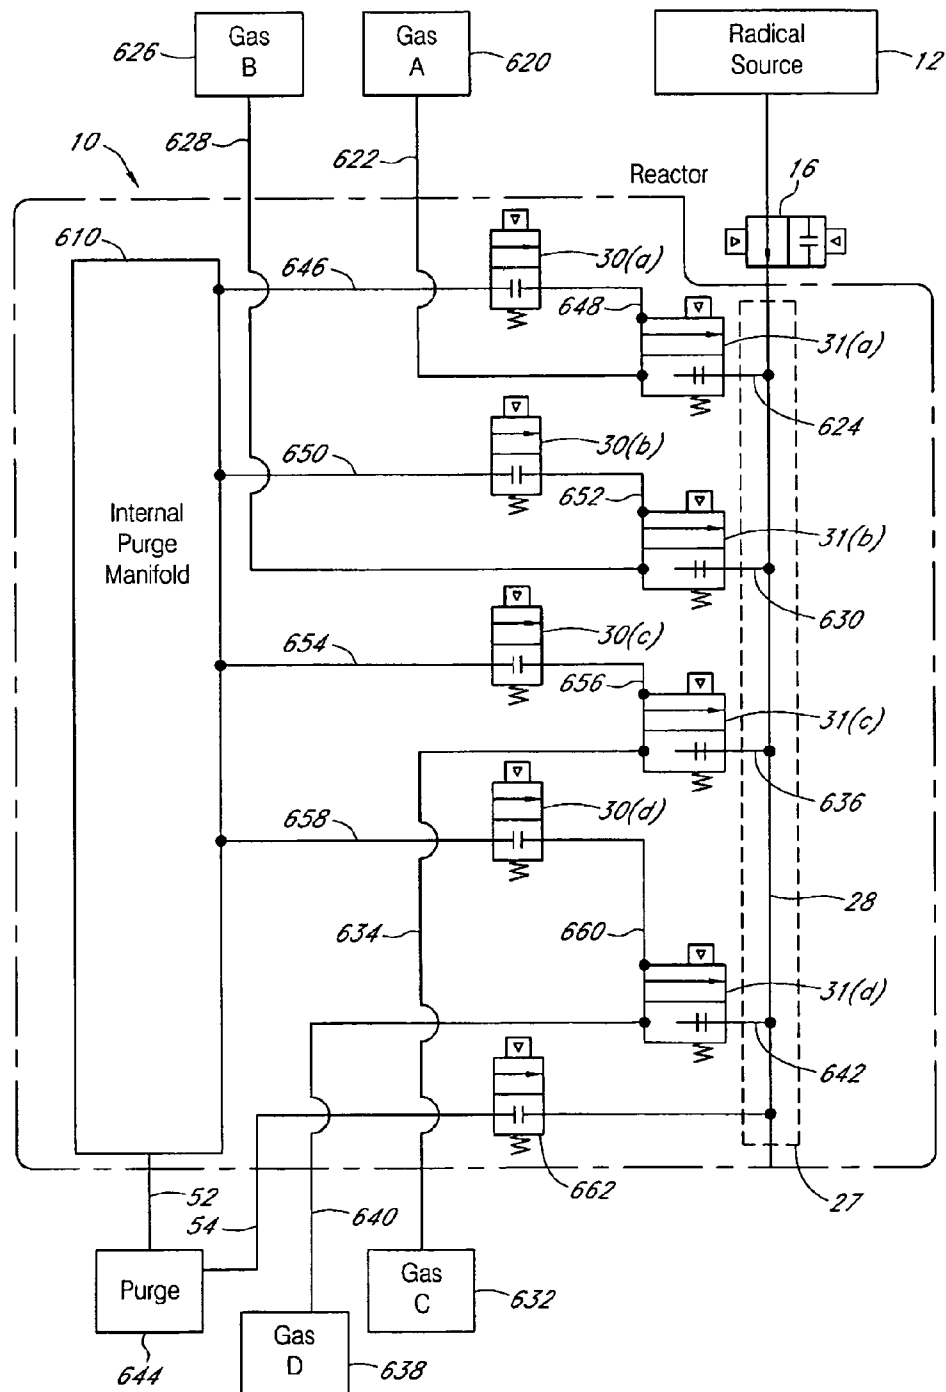 626
Gas
B
Gas
A
620
Radical
Source
12
10
628
622
Reactor
16
610
646
30(a)
648
31(a)
624
650
30(b)
652
31(b)
630
Internal
Purge
Manifold
654
30(c)
656
31(c)
636
658
30(d)
28
634
660
31(d)
642
52
54
640
662
27
Purge
Gas
C
632
644
Gas
D
638